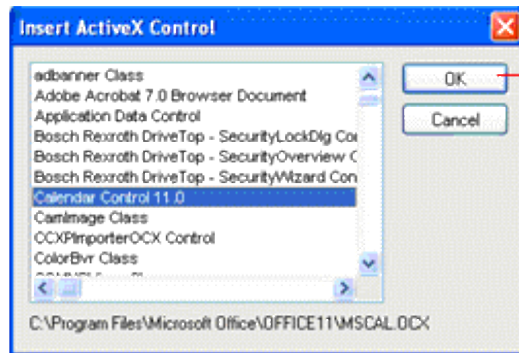 Insert ActiveX Control
adbanner Class
Adobe Acrobat 7.0 Browser Document
Application Data Control
Bosch Rexroth DriveTop - SecurityLockDlg Co
Bosch Rexroth DriveTop - SecurityOverview C
Bosch Rexroth DriveTop - SecurityWizard Con
Calendar Control 11.0
CamImage Class
CCXPImporterOCX Control
ColorBvr Class
OK
Cancel
C:\Program Files\Microsoft Office\OFFICE11\MSCAL.OCX